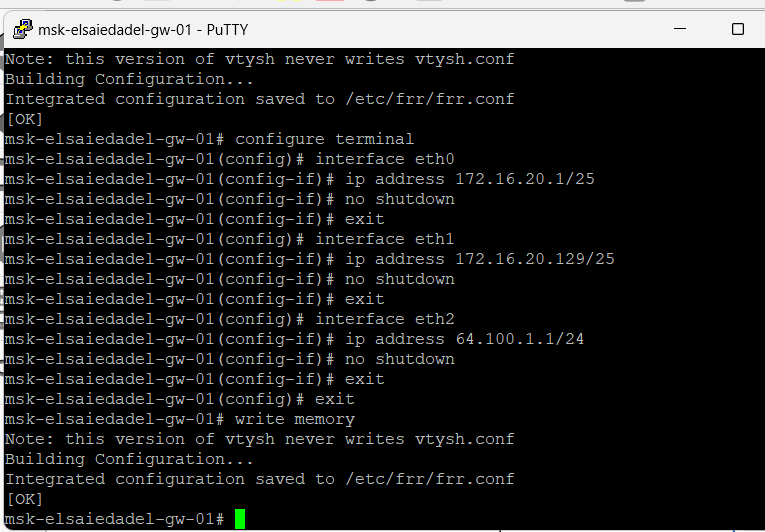 msk-elsaiedadel-gw-01 - PuTTY
Note: this version of vtysh never writes vtysh.conf
Building Configuration...
Integrated configuration saved to /etc/frr/frr.conf
[OK]
msk-elsaiedadel-gw-01# configure terminal
msk-elsaiedadel-gw-01(config)# interface eth0
msk-elsaiedadel-gw-01(config-if)# ip address 172.16.20.1/25
msk-elsaiedadel-gw-01(config-if)# no shutdown
msk-elsaiedadel-gw-01(config-if)# exit
msk-elsaiedadel-gw-01(config)# interface eth1
msk-elsaiedadel-gw-01(config-if)# ip address 172.16.20.129/25
msk-elsaiedadel-gw-01(config-if)# no shutdown
msk-elsaiedadel-gw-01(config-if)# exit
msk-elsaiedadel-gw-01(config)# interface eth2
msk-elsaiedadel-gw-01(config-if)# ip address 64.100.1.1/24
msk-elsaiedadel-gw-01(config-if)# no shutdown
msk-elsaiedadel-gw-01(config-if)# exit
msk-elsaiedadel-gw-01(config)# exit
msk-elsaiedadel-gw-01# write memory
Note: this version of vtysh never writes vtysh.conf
Building Configuration...
Integrated configuration saved to /etc/frr/frr.conf
[OK]
msk-elsaiedadel-gw-01#